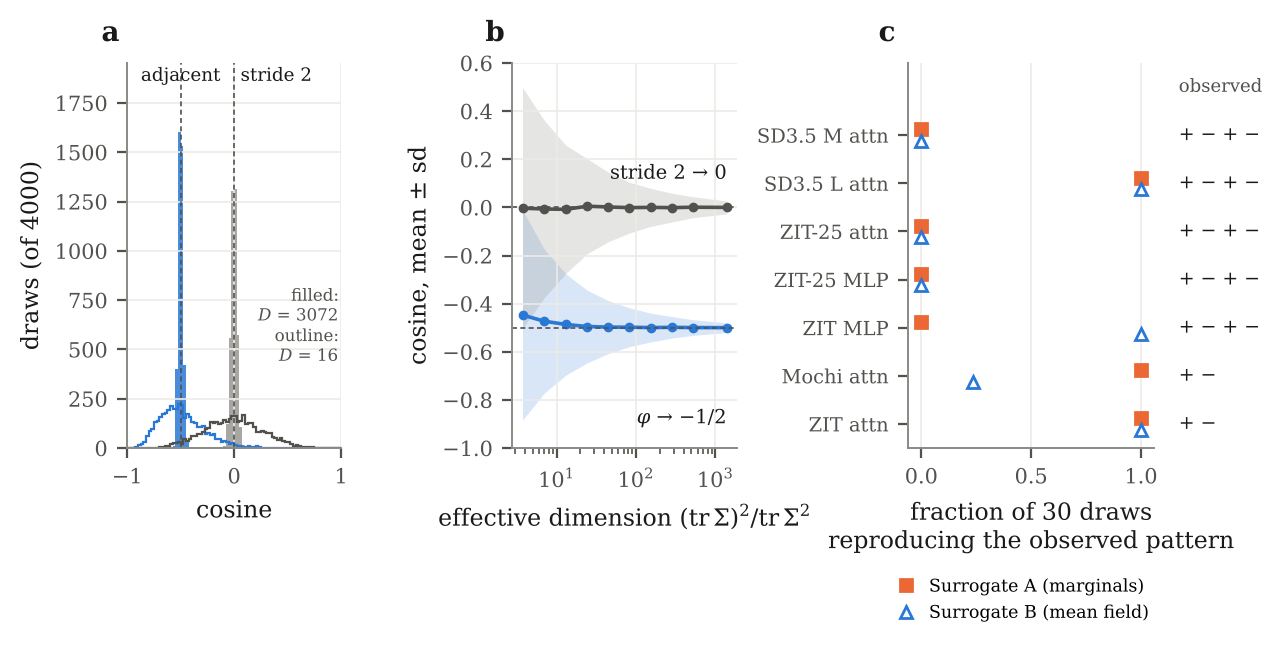 a
adjacent
stride 2
1750
1500
1250
1000
750
500
250
0
draws (of 4000)
filled:
D = 3072
outline:
D = 16
−1
0
1
cosine
b
0.6
0.4
0.2
0.0
−0.2
−0.4
−0.6
−0.8
−1.0
cosine, mean ± sd
stride 2 → 0
φ → −1/2
10¹
10²
10³
effective dimension (tr Σ)²/tr Σ²
c
observed
SD3.5 M attn
+ − + −
SD3.5 L attn
+ − + −
ZIT-25 attn
+ − + −
ZIT-25 MLP
+ − + −
ZIT MLP
+ − + −
Mochi attn
+ −
ZIT attn
+ −
0.0
0.5
1.0
fraction of 30 draws
reproducing the observed pattern
Surrogate A (marginals)
Surrogate B (mean field)